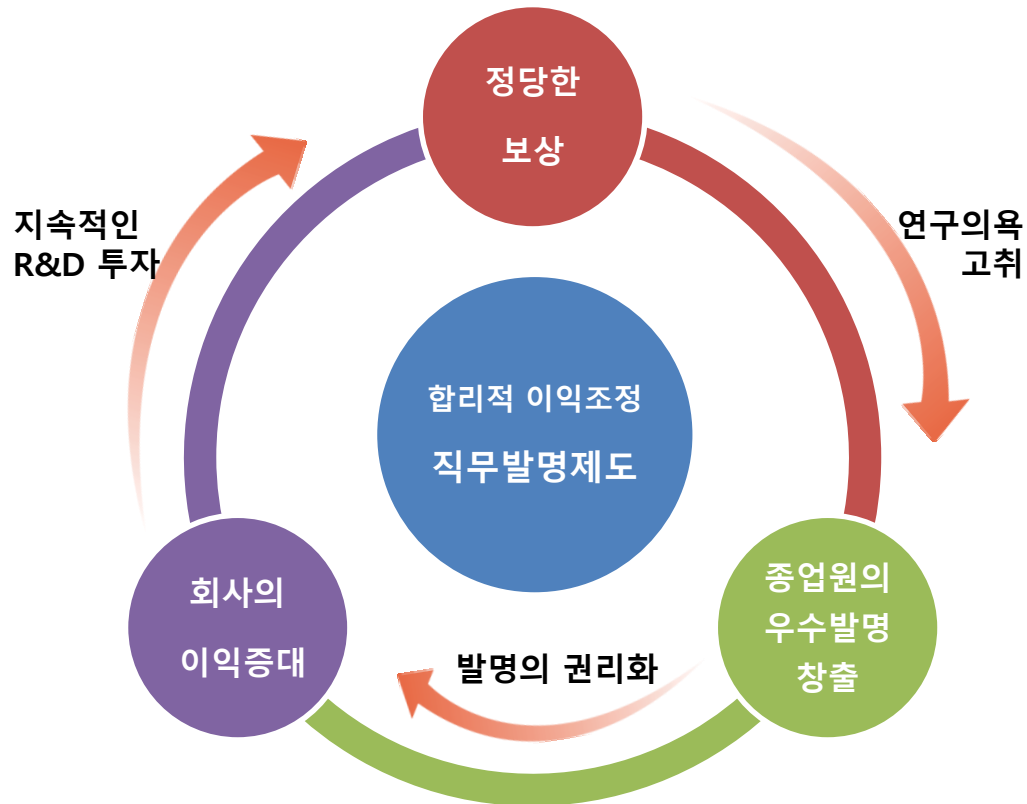 정당한
보상
지속적인
R&D 투자
연구의욕
고취
합리적 이익조정
직무발명제도
회사의
이익증대
종업원의
우수발명
창출
발명의 권리화